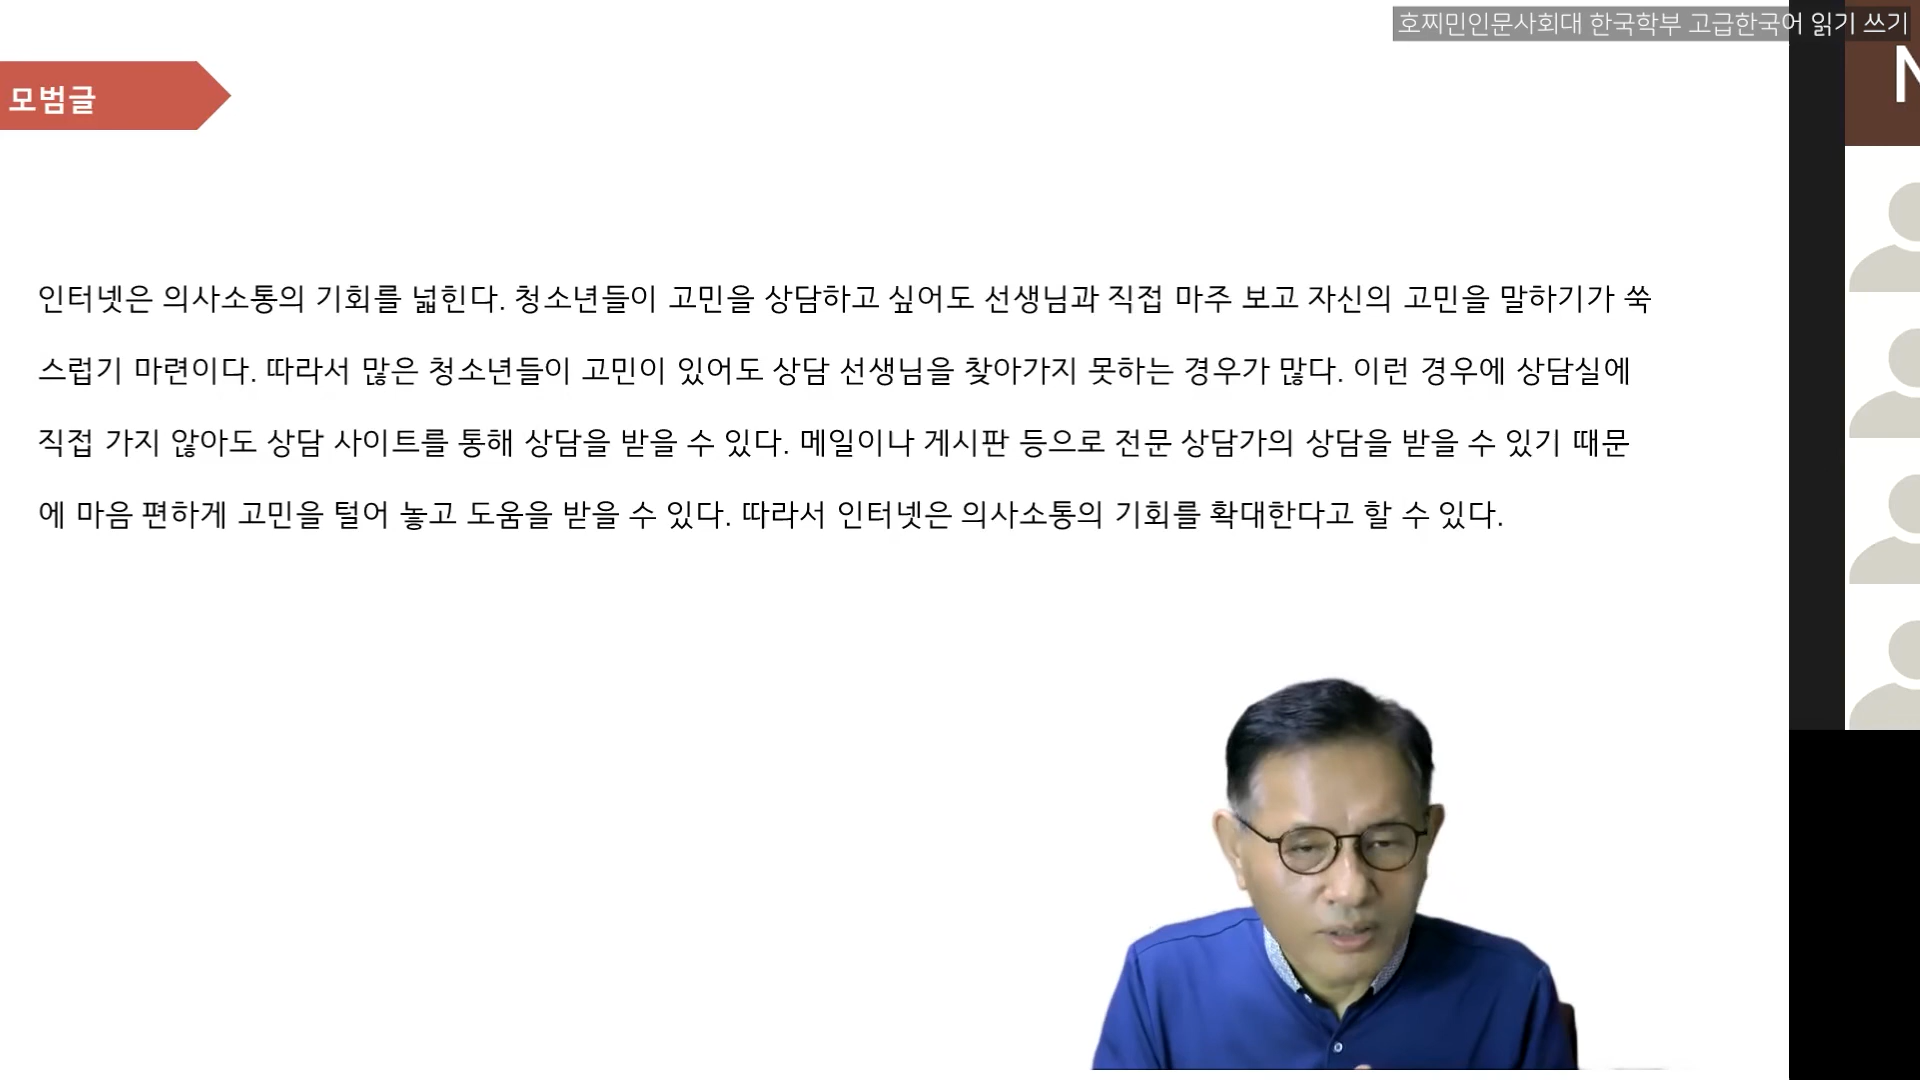 호찌민인문사회대 한국학부 고급한국어 읽기 쓰기
모범글
인터넷은 의사소통의 기회를 넓힌다. 청소년들이 고민을 상담하고 싶어도 선생님과 직접 마주 보고 자신의 고민을 말하기가 쑥
스럽기 마련이다. 따라서 많은 청소년들이 고민이 있어도 상담 선생님을 찾아가지 못하는 경우가 많다. 이런 경우에 상담실에
직접 가지 않아도 상담 사이트를 통해 상담을 받을 수 있다. 메일이나 게시판 등으로 전문 상담가의 상담을 받을 수 있기 때문
에 마음 편하게 고민을 털어 놓고 도움을 받을 수 있다. 따라서 인터넷은 의사소통의 기회를 확대한다고 할 수 있다.